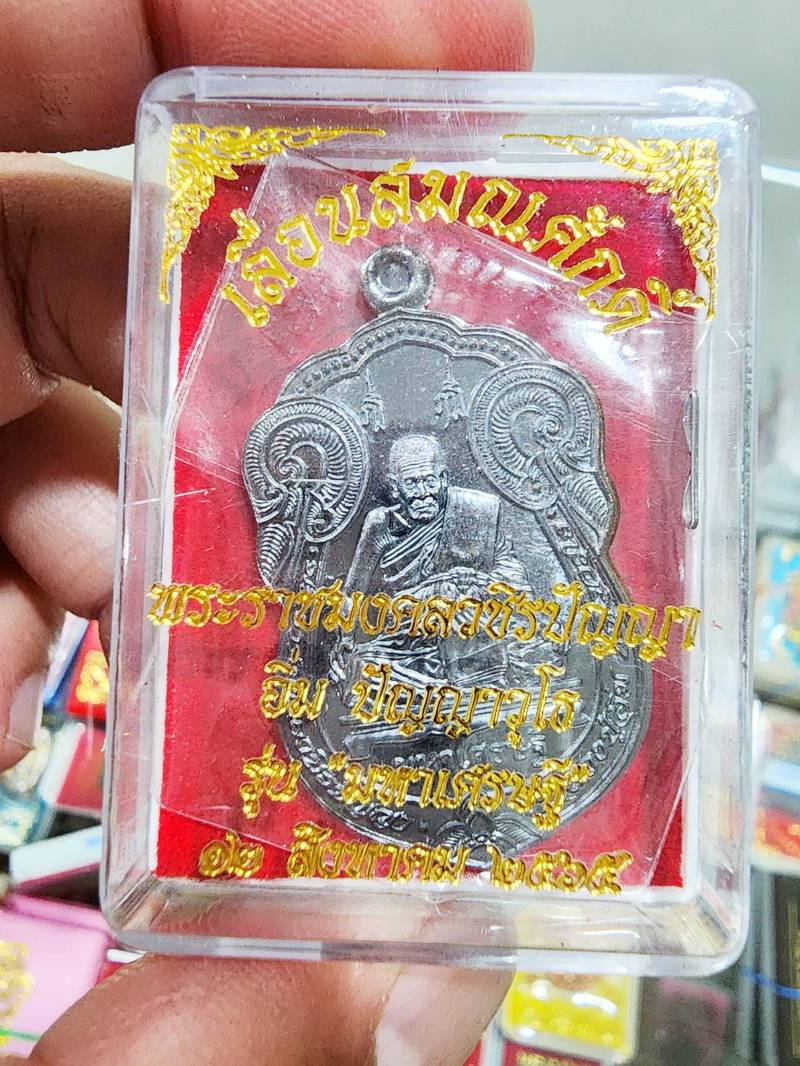 เลื่อนสมณศักดิ์
พระราชมงคลวชิรปัญญา
อิ่ม ปัญญาวุโธ
รุ่น "มหาเศรษฐี"
๑๒ สิงหาคม ๒๕๖๕